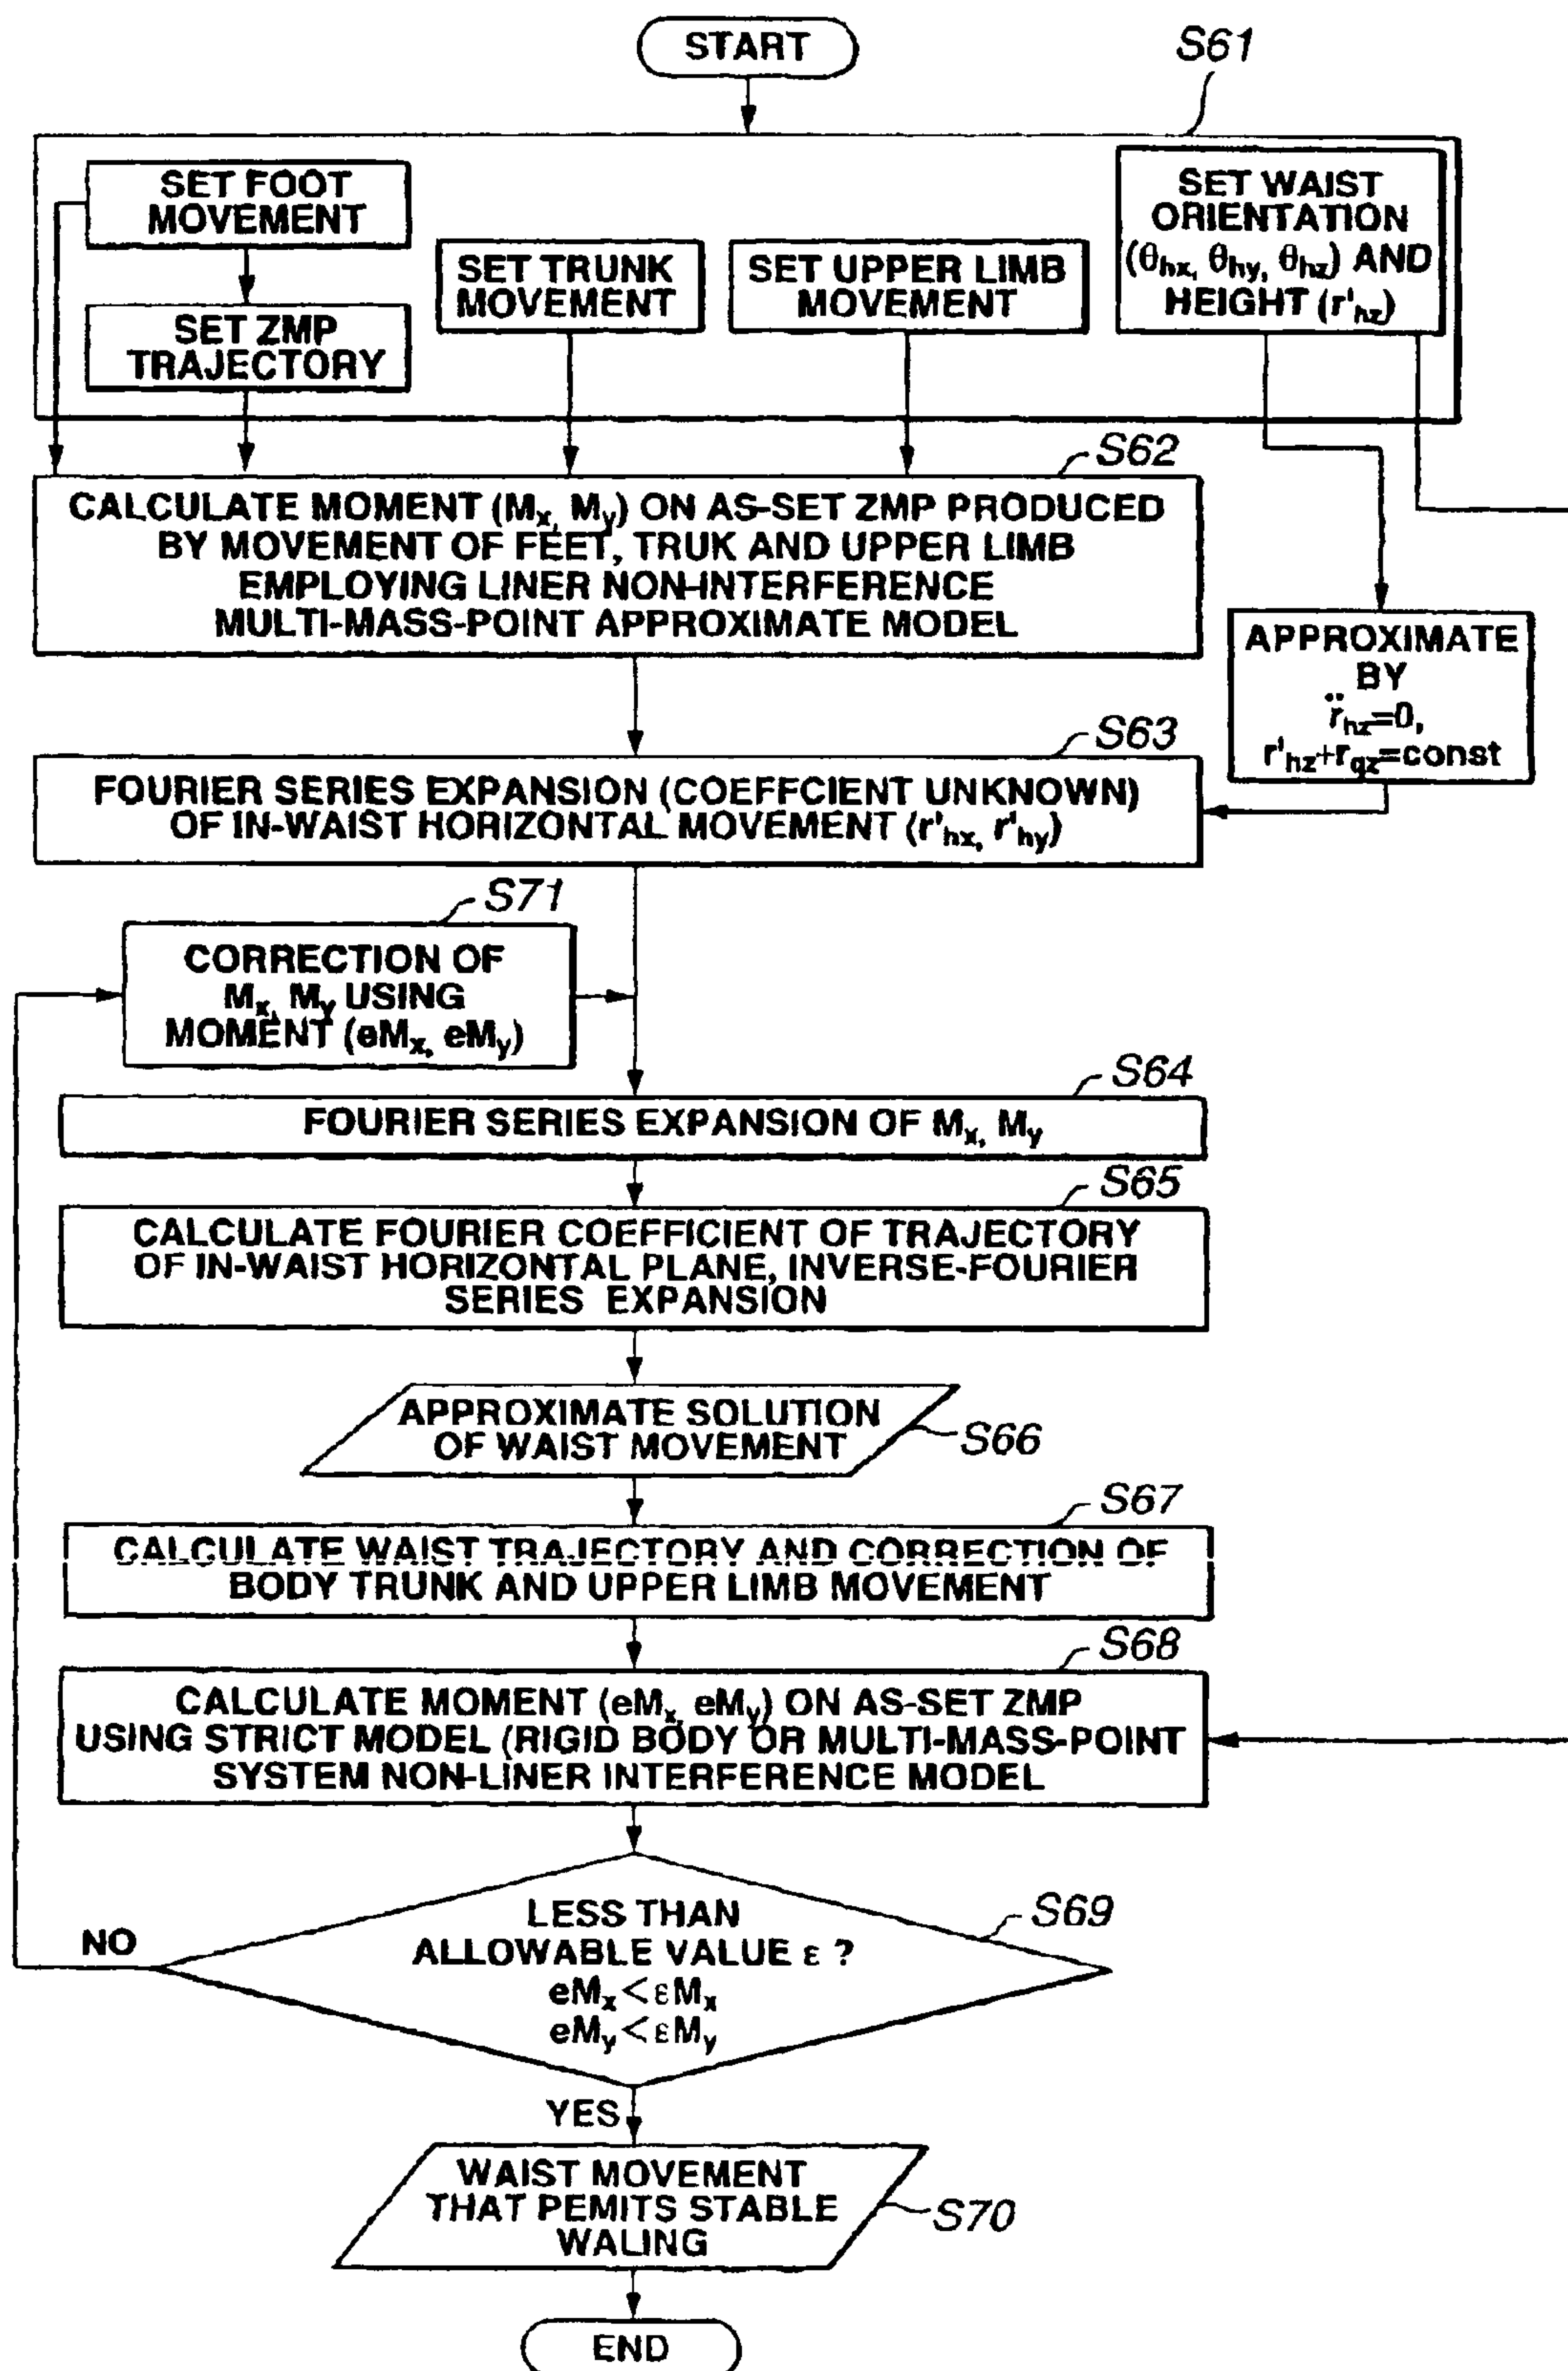 START
S61
SET FOOT
MOVEMENT
SET ZMP
TRAJECTORY
SET TRUNK
MOVEMENT
SET UPPER LIMB
MOVEMENT
SET WAIST
ORIENTATION
(θhx, θhy, θhz) AND
HEIGHT (r'hz)
S62
CALCULATE MOMENT (Mx, My) ON AS-SET ZMP PRODUCED
BY MOVEMENT OF FEET, TRUK AND UPPER LIMB
EMPLOYING LINER NON-INTERFERENCE
MULTI-MASS-POINT APPROXIMATE MODEL
APPROXIMATE
BY
r̈hz=0,
r'hz+rqz=const
S63
FOURIER SERIES EXPANSION (COEFFCIENT UNKNOWN)
OF IN-WAIST HORIZONTAL MOVEMENT (r'hx, r'hy)
S71
CORRECTION OF
Mx, My USING
MOMENT (eMx, eMy)
S64
FOURIER SERIES EXPANSION OF Mx, My
S65
CALCULATE FOURIER COEFFICIENT OF TRAJECTORY
OF IN-WAIST HORIZONTAL PLANE, INVERSE-FOURIER
SERIES EXPANSION
APPROXIMATE SOLUTION
OF WAIST MOVEMENT
S66
S67
CALCULATE WAIST TRAJECTORY AND CORRECTION OF
BODY TRUNK AND UPPER LIMB MOVEMENT
S68
CALCULATE MOMENT (eMx, eMy) ON AS-SET ZMP
USING STRICT MODEL (RIGID BODY OR MULTI-MASS-POINT
SYSTEM NON-LINER INTERFERENCE MODEL
S69
LESS THAN
ALLOWABLE VALUE ε ?
eMx<εMx
eMy<εMy
NO
YES
WAIST MOVEMENT
THAT PEMITS STABLE
WALING
S70
END